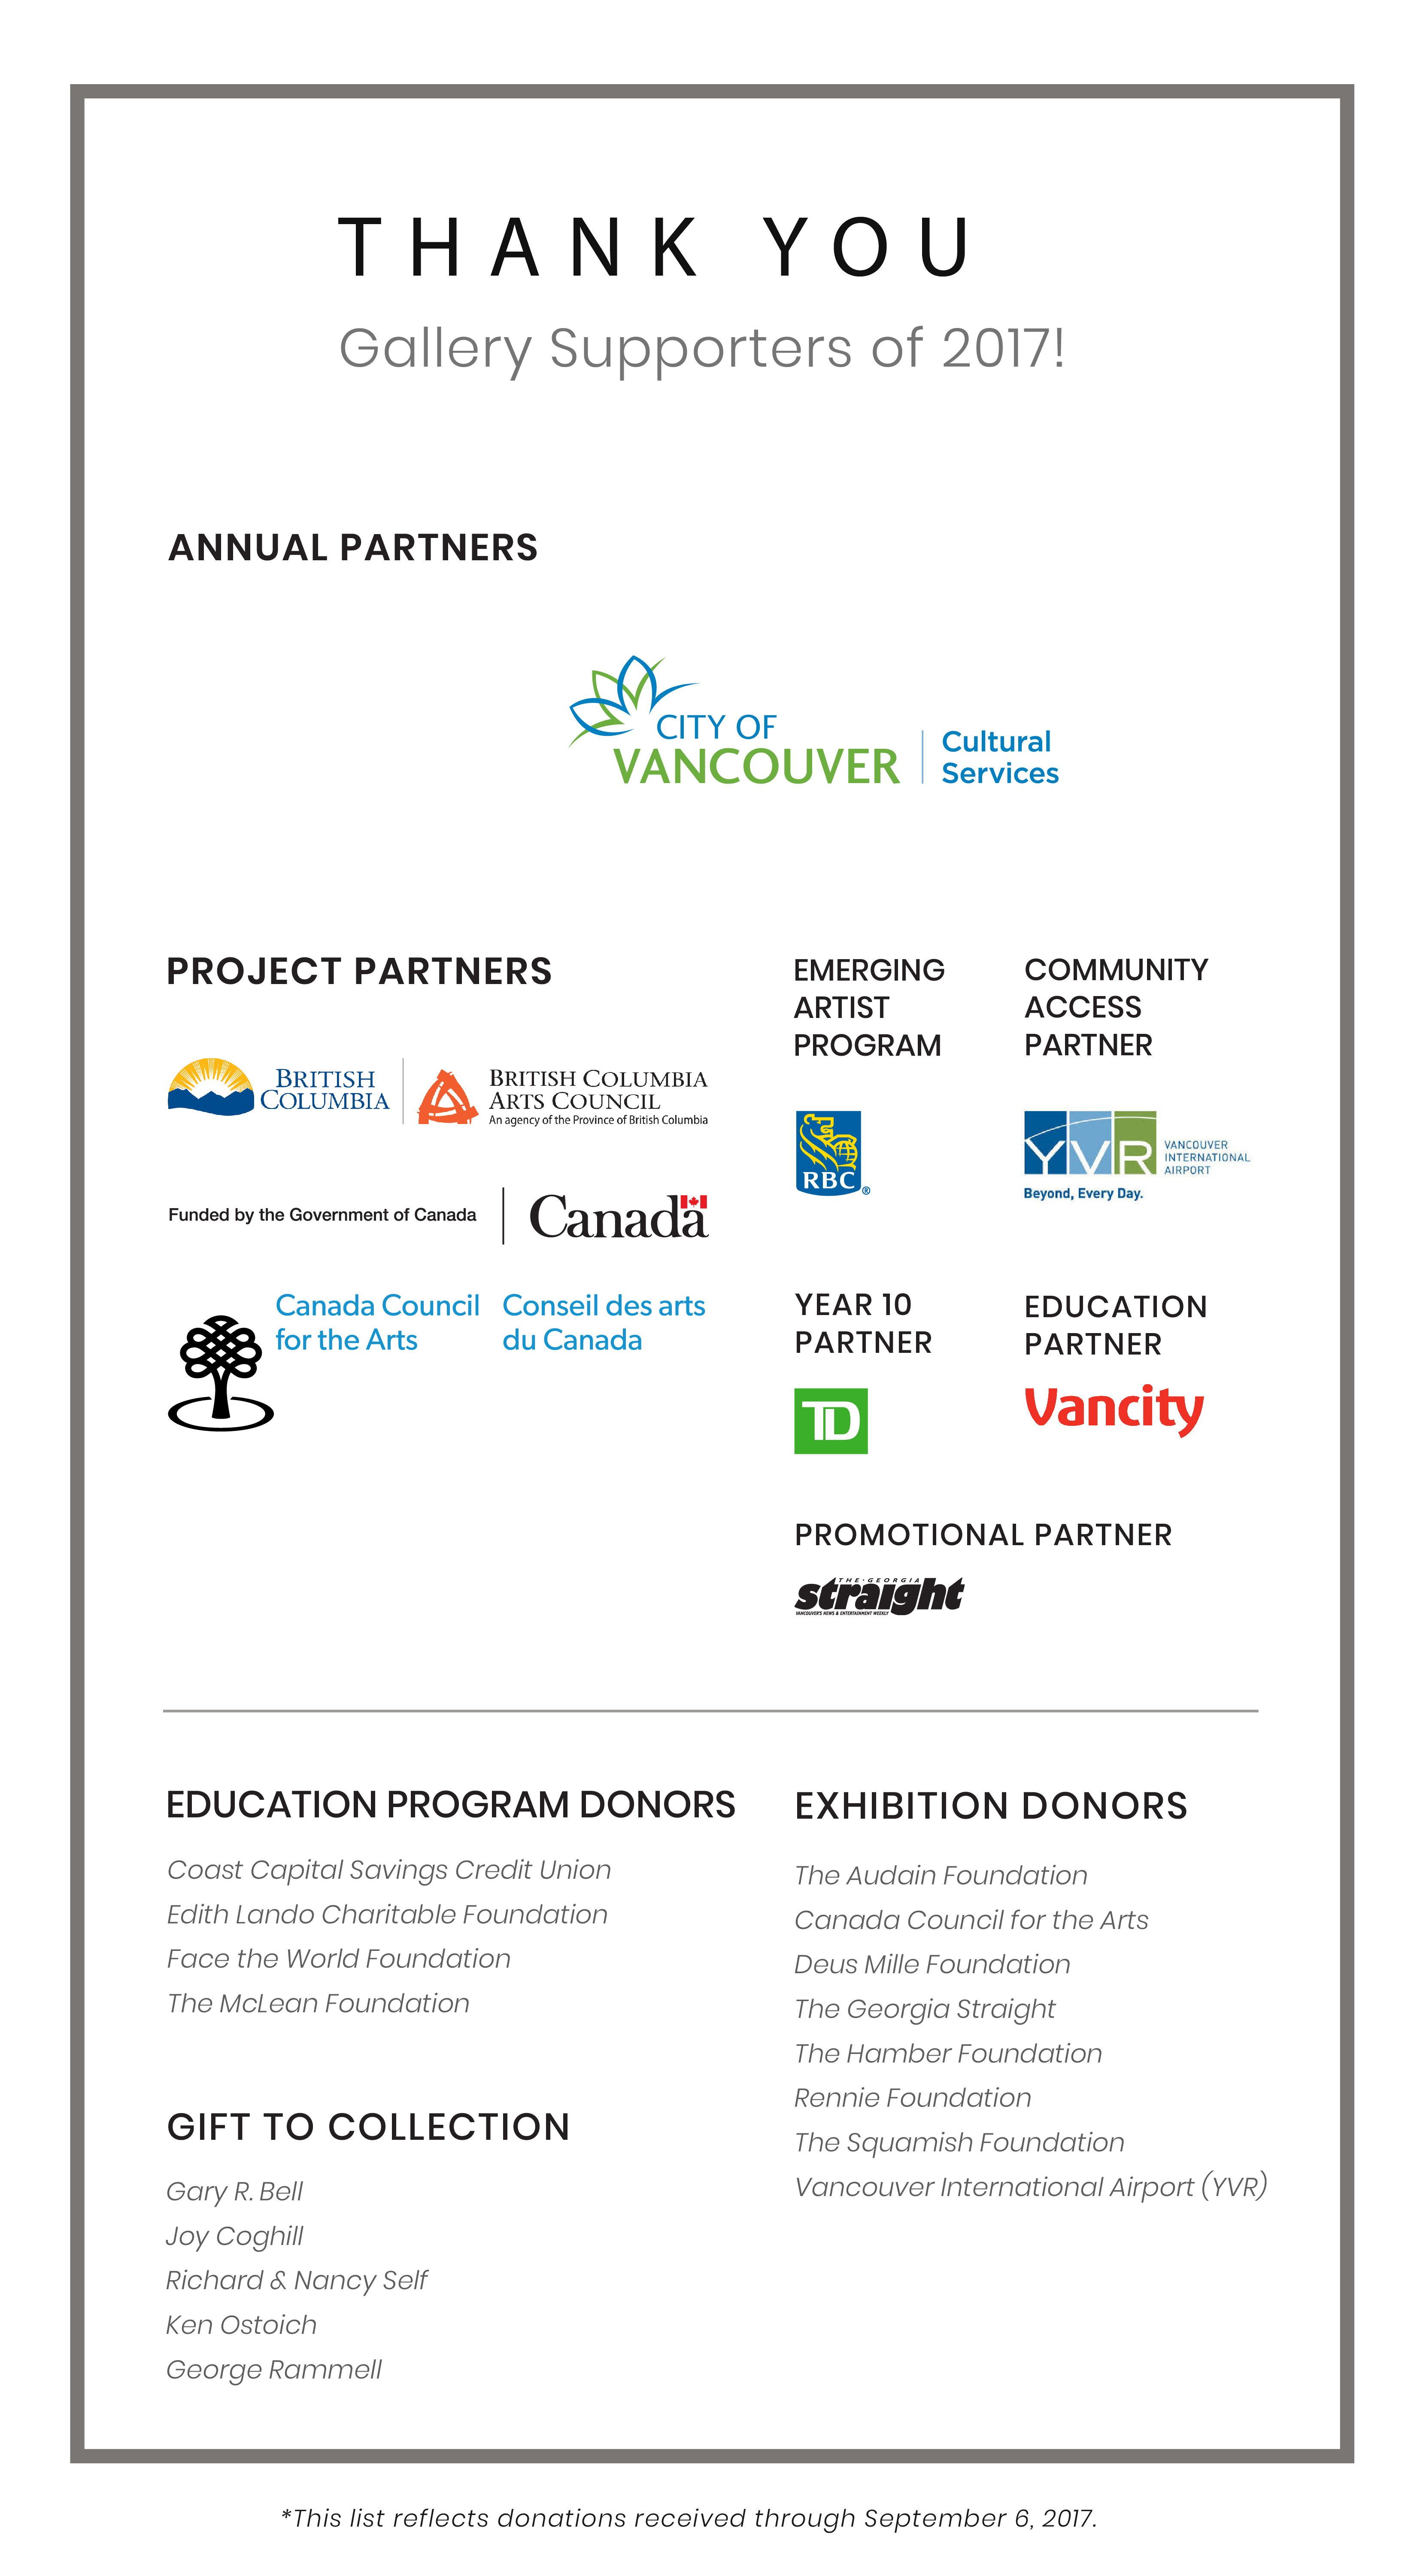 THANK YOU
Gallery Supporters of 2017!
ANNUAL PARTNERS
CITY OF
VANCOUVER
Cultural
Services
PROJECT PARTNERS
BRITISH
COLUMBIA
BRITISH COLUMBIA
ARTS COUNCIL
An agency of the Province of British Columbia
Funded by the Government of Canada
Canada
Canada Council
for the Arts
Conseil des arts
du Canada
EMERGING
ARTIST
PROGRAM
RBC ®
COMMUNITY
ACCESS
PARTNER
YVR
VANCOUVER
INTERNATIONAL
AIRPORT
Beyond, Every Day.
YEAR 10
PARTNER
TD
EDUCATION
PARTNER
Vancity
PROMOTIONAL PARTNER
THE·GEORGIA
straight
VANCOUVER'S NEWS & ENTERTAINMENT WEEKLY
EDUCATION PROGRAM DONORS
Coast Capital Savings Credit Union
Edith Lando Charitable Foundation
Face the World Foundation
The McLean Foundation
GIFT TO COLLECTION
Gary R. Bell
Joy Coghill
Richard & Nancy Self
Ken Ostoich
George Rammell
EXHIBITION DONORS
The Audain Foundation
Canada Council for the Arts
Deus Mille Foundation
The Georgia Straight
The Hamber Foundation
Rennie Foundation
The Squamish Foundation
Vancouver International Airport (YVR)
*This list reflects donations received through September 6, 2017.